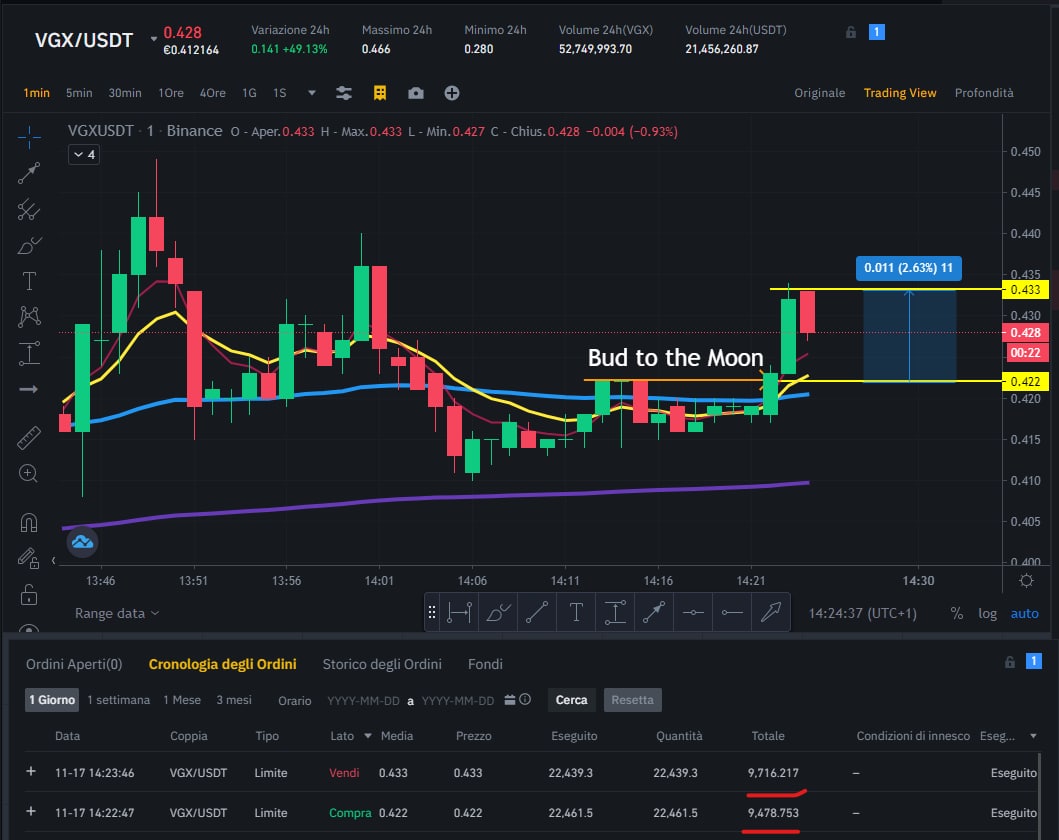 VGX/USDT
0.428
€0.412164
Variazione 24h
0.141 +49.13%
Massimo 24h
0.466
Minimo 24h
0.280
Volume 24h(VGX)
52,749,993.70
Volume 24h(USDT)
21,456,260.87
1
1min 5min 30min 1Ore 4Ore 1G 1S
Originale Trading View Profondità
VGXUSDT · 1 · Binance O - Aper.0.433 H - Max.0.433 L - Min.0.427 C - Chius.0.428 −0.004 (−0.93%)
4
0.450
0.445
0.440
0.435
0.011 (2.63%) 11
0.433
0.430
0.428
00:22
Bud to the Moon
0.422
0.420
0.415
0.410
0.405
0.400
13:46 13:51 13:56 14:01 14:06 14:11 14:16 14:21 14:30
Range data
14:24:37 (UTC+1) % log auto
Ordini Aperti(0) Cronologia degli Ordini Storico degli Ordini Fondi
1
1 Giorno 1 settimana 1 Mese 3 mesi Orario YYYY-MM-DD a YYYY-MM-DD Cerca Resetta
Data Coppia Tipo Lato Media Prezzo Eseguito Quantità Totale Condizioni di innesco Eseg...
11-17 14:23:46 VGX/USDT Limite Vendi 0.433 0.433 22,439.3 22,439.3 9,716.217 – Eseguito
11-17 14:22:47 VGX/USDT Limite Compra 0.422 0.422 22,461.5 22,461.5 9,478.753 – Eseguito